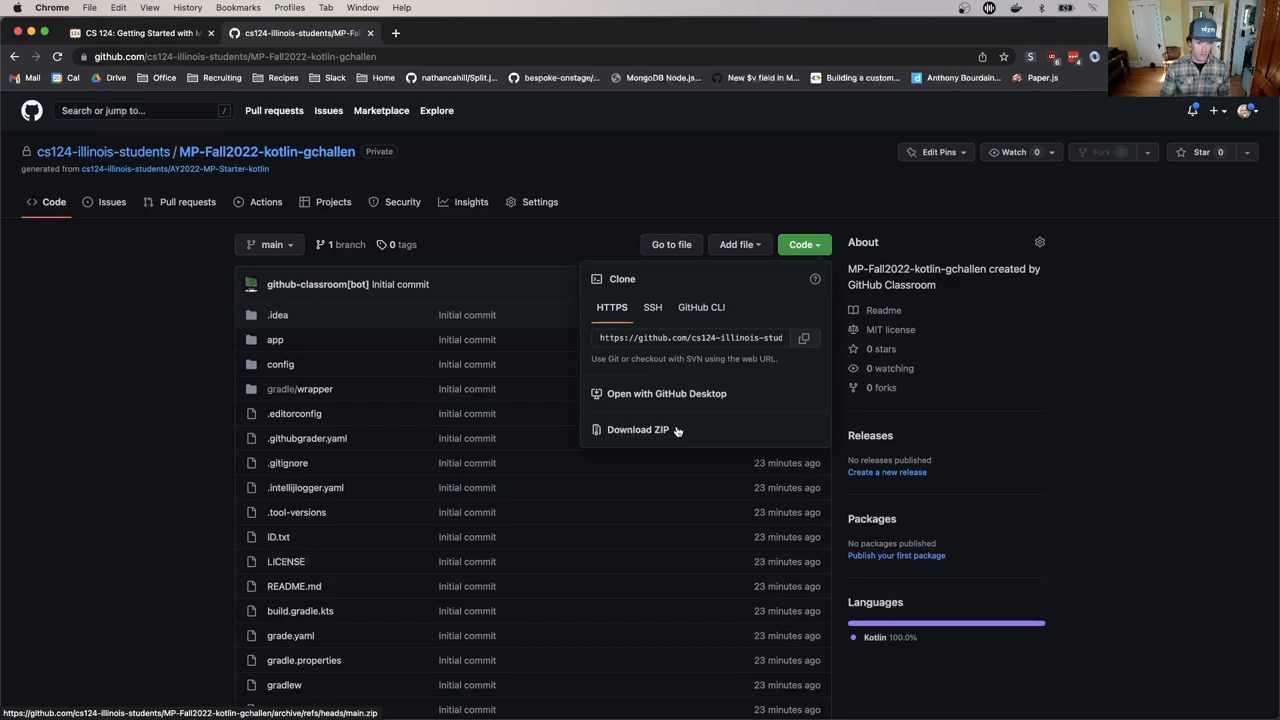 Chrome File Edit View History Bookmarks Profiles Tab Window Help
CS 124: Getting Started with M
cs124-illinois-students/MP-Fal
github.com/cs124-illinois-students/MP-Fall2022-kotlin-gchallen
Mail Cal Drive Office Recruiting Recipes Slack Home nathancahill/Split.j... bespoke-onstage/... MongoDB Node.js... New $v field in M... Building a custom... Anthony Bourdain... Paper.js
Search or jump to... / Pull requests Issues Marketplace Explore
cs124-illinois-students / MP-Fall2022-kotlin-gchallen Private
Edit Pins Watch 0 Fork 0 Star 0
generated from cs124-illinois-students/AY2022-MP-Starter-kotlin
Code Issues Pull requests Actions Projects Security Insights Settings
main 1 branch 0 tags Go to file Add file Code
github-classroom[bot] Initial commit
.idea Initial commit
app Initial commit
config Initial commit
gradle/wrapper Initial commit
.editorconfig Initial commit
.githubgrader.yaml Initial commit
.gitignore Initial commit 23 minutes ago
.intellijlogger.yaml Initial commit 23 minutes ago
.tool-versions Initial commit 23 minutes ago
ID.txt Initial commit 23 minutes ago
LICENSE Initial commit 23 minutes ago
README.md Initial commit 23 minutes ago
build.gradle.kts Initial commit 23 minutes ago
grade.yaml Initial commit 23 minutes ago
gradle.properties Initial commit 23 minutes ago
gradlew Initial commit 23 minutes ago
Initial commit 23 minutes ago
Clone
HTTPS SSH GitHub CLI
https://github.com/cs124-illinois-stud
Use Git or checkout with SVN using the web URL.
Open with GitHub Desktop
Download ZIP
About
MP-Fall2022-kotlin-gchallen created by
GitHub Classroom
Readme
MIT license
0 stars
0 watching
0 forks
Releases
No releases published
Create a new release
Packages
No packages published
Publish your first package
Languages
Kotlin 100.0%
https://github.com/cs124-illinois-students/MP-Fall2022-kotlin-gchallen/archive/refs/heads/main.zip